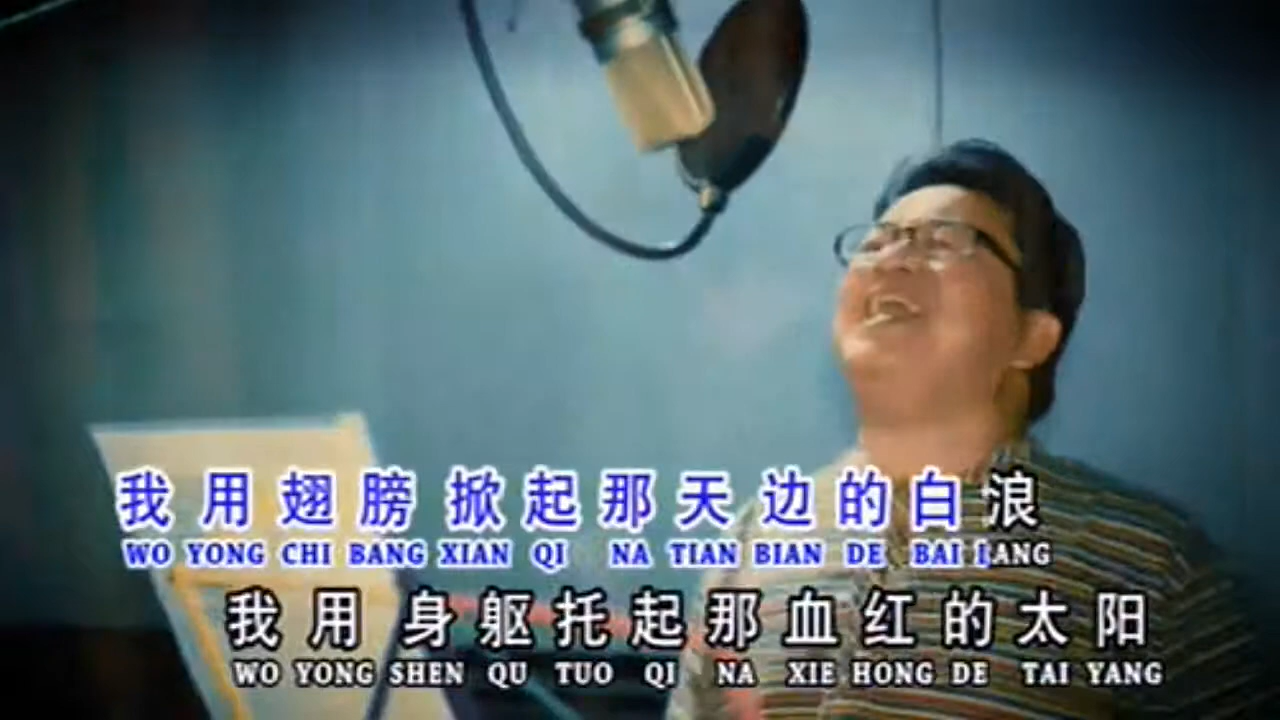 我用翅膀掀起那天边的白浪
WO YONG CHI BANG XIAN QI NA TIAN BIAN DE BAI LANG
我用身躯托起那血红的太阳
WO YONG SHEN QU TUO QI NA XIE HONG DE TAI YANG